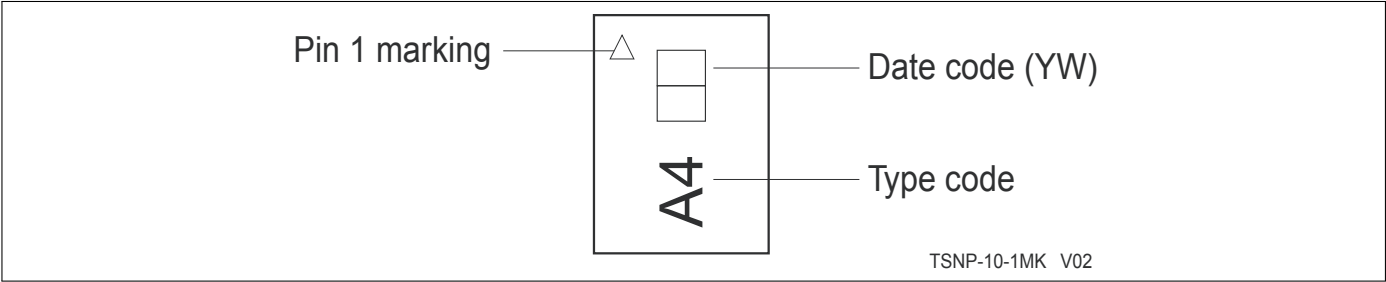 Pin 1 marking
Date code (YW)
A4
Type code
TSNP-10-1MK V02